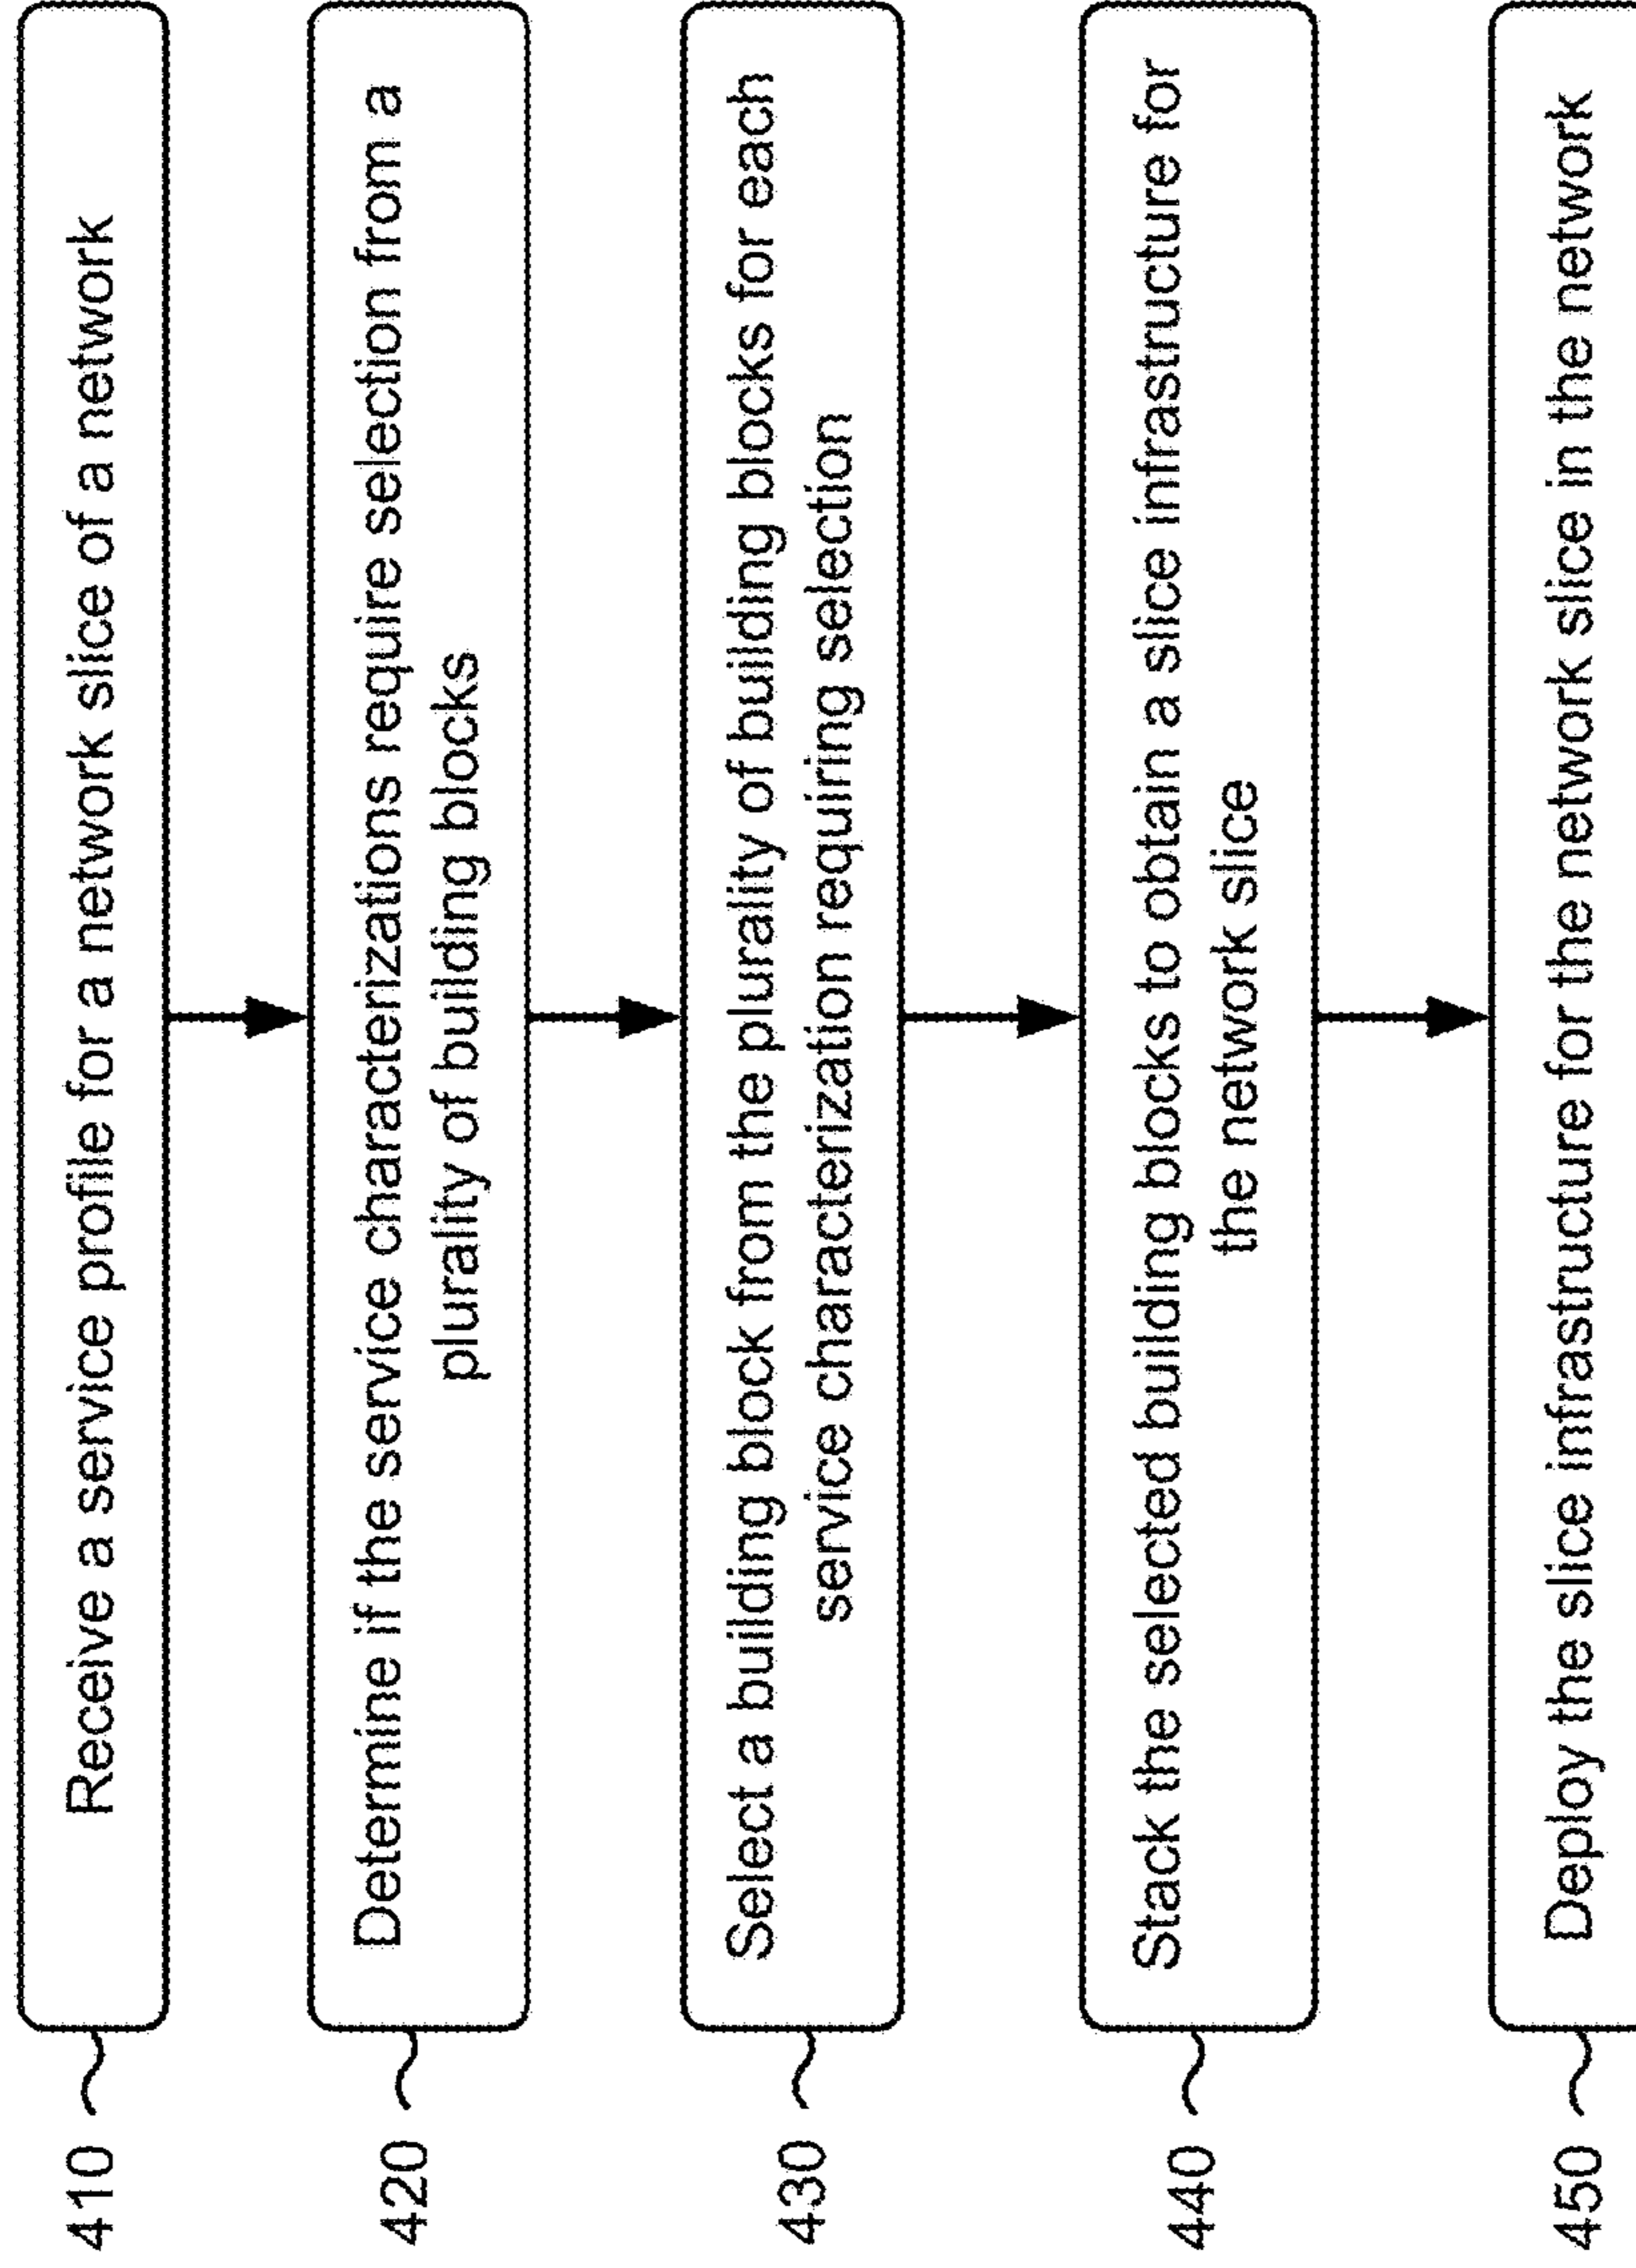 410
Receive a service profile for a network slice of a network
420
Determine if the service characterizations require selection from a
plurality of building blocks
430
Select a building block from the plurality of building blocks for each
service characterization requiring selection
440
Stack the selected building blocks to obtain a slice infrastructure for
the network slice
450
Deploy the slice infrastructure for the network slice in the network